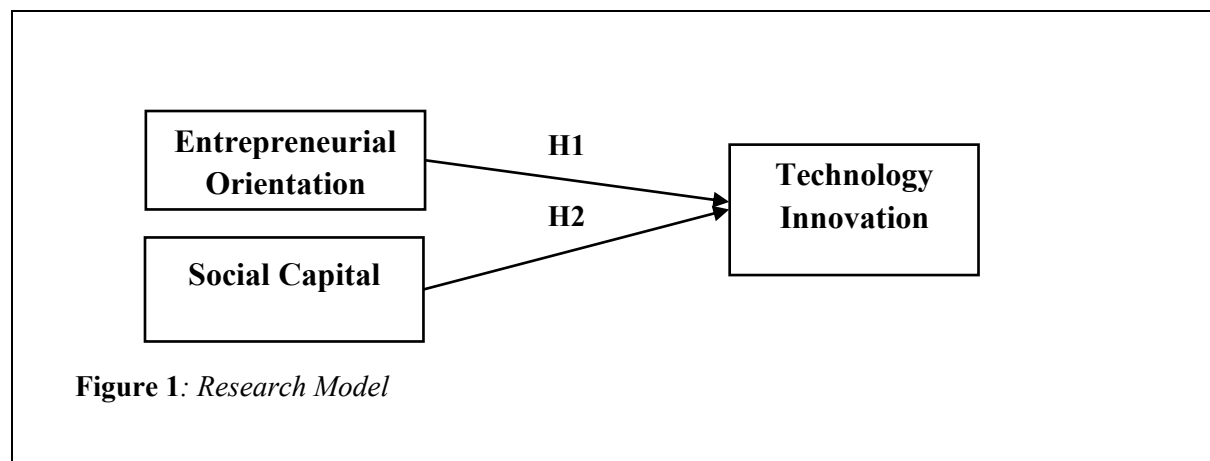 Entrepreneurial
Orientation
H1
Technology
Innovation
H2
Social Capital
Figure 1: Research Model